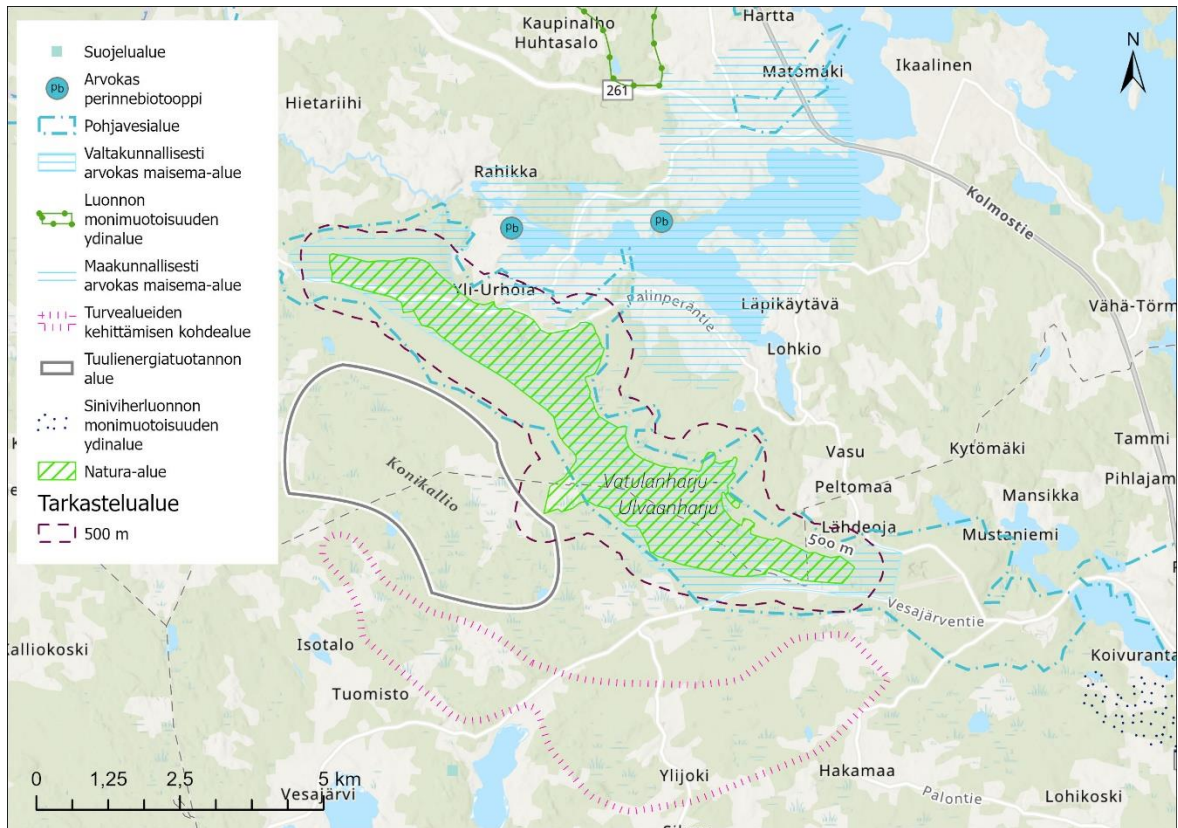 Suojelualue
Arvokas
perinnebiotooppi
Pb
Pohjavesialue
Valtakunnallisesti
arvokas maisema-alue
Luonnon
monimuotoisuuden
ydinalue
Maakunnallisesti
arvokas maisema-alue
Turvealueiden
kehittämisen kohdealue
Tuulienergiatuotannon
alue
Siniviherluonnon
monimuotoisuuden
ydinalue
Natura-alue
Tarkastelualue
500 m
Kaupinalho
Huhtasalo
Hartta
N
Matomäki
Ikaalinen
261
Hietariihi
Rahikka
Kolmostie
Pb
Pb
Yli-Urhola
Palinperäntie
Läpikäytävä
Vähä-Törm
Lohkio
Konikallio
Vatulanharju -
Ulvaanharju
Vasu
Kytömäki
Tammi
Peltomaa
Pihlajam
Mansikka
Lähdeoja
500 m
Mustaniemi
Vesajärventie
Isotalo
Koivuranta
Tuomisto
Ylijoki
Hakamaa
Palontie
Lohikoski
Vesajärvi
0 1,25 2,5 5 km